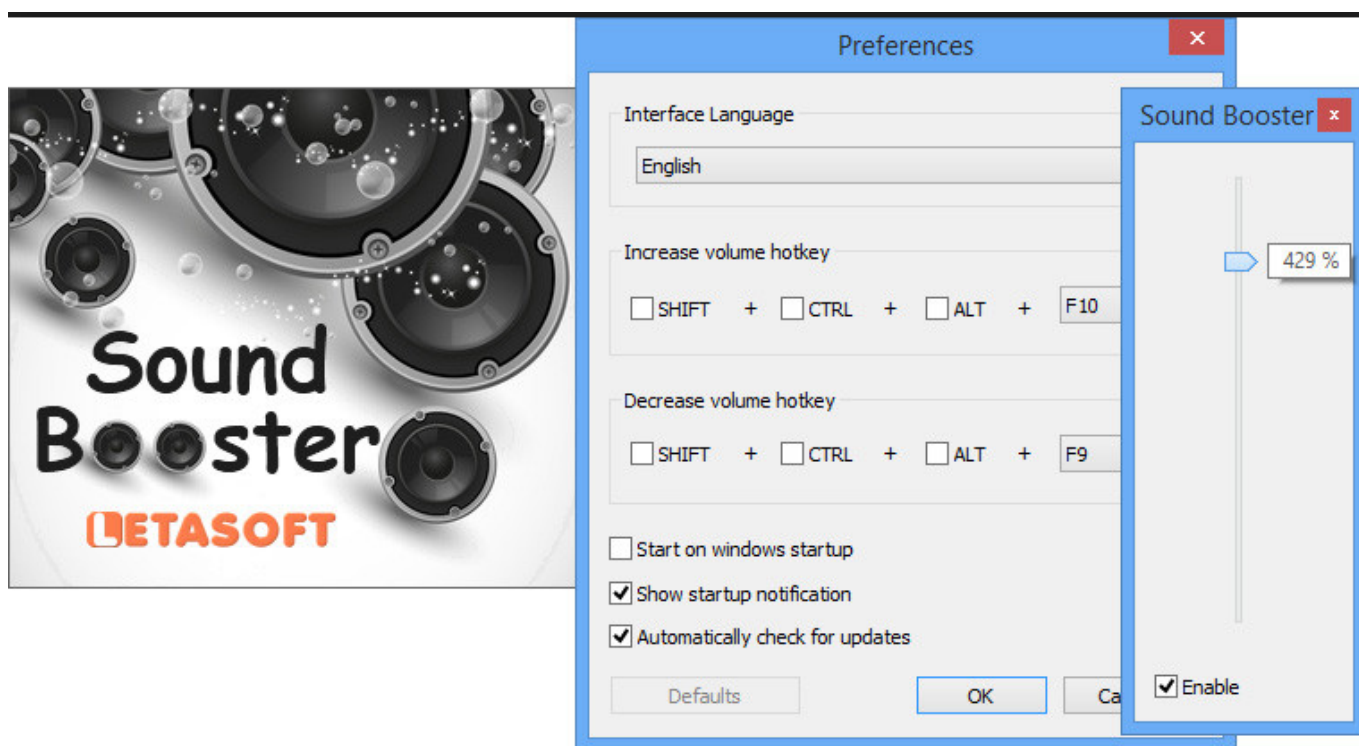 Preferences
Interface Language
English
Increase volume hotkey
SHIFT + CTRL + ALT + F10
Decrease volume hotkey
SHIFT + CTRL + ALT + F9
Start on windows startup
Show startup notification
Automatically check for updates
Defaults OK Ca
Sound Booster
429 %
Enable
Sound
Booster
LETASOFT